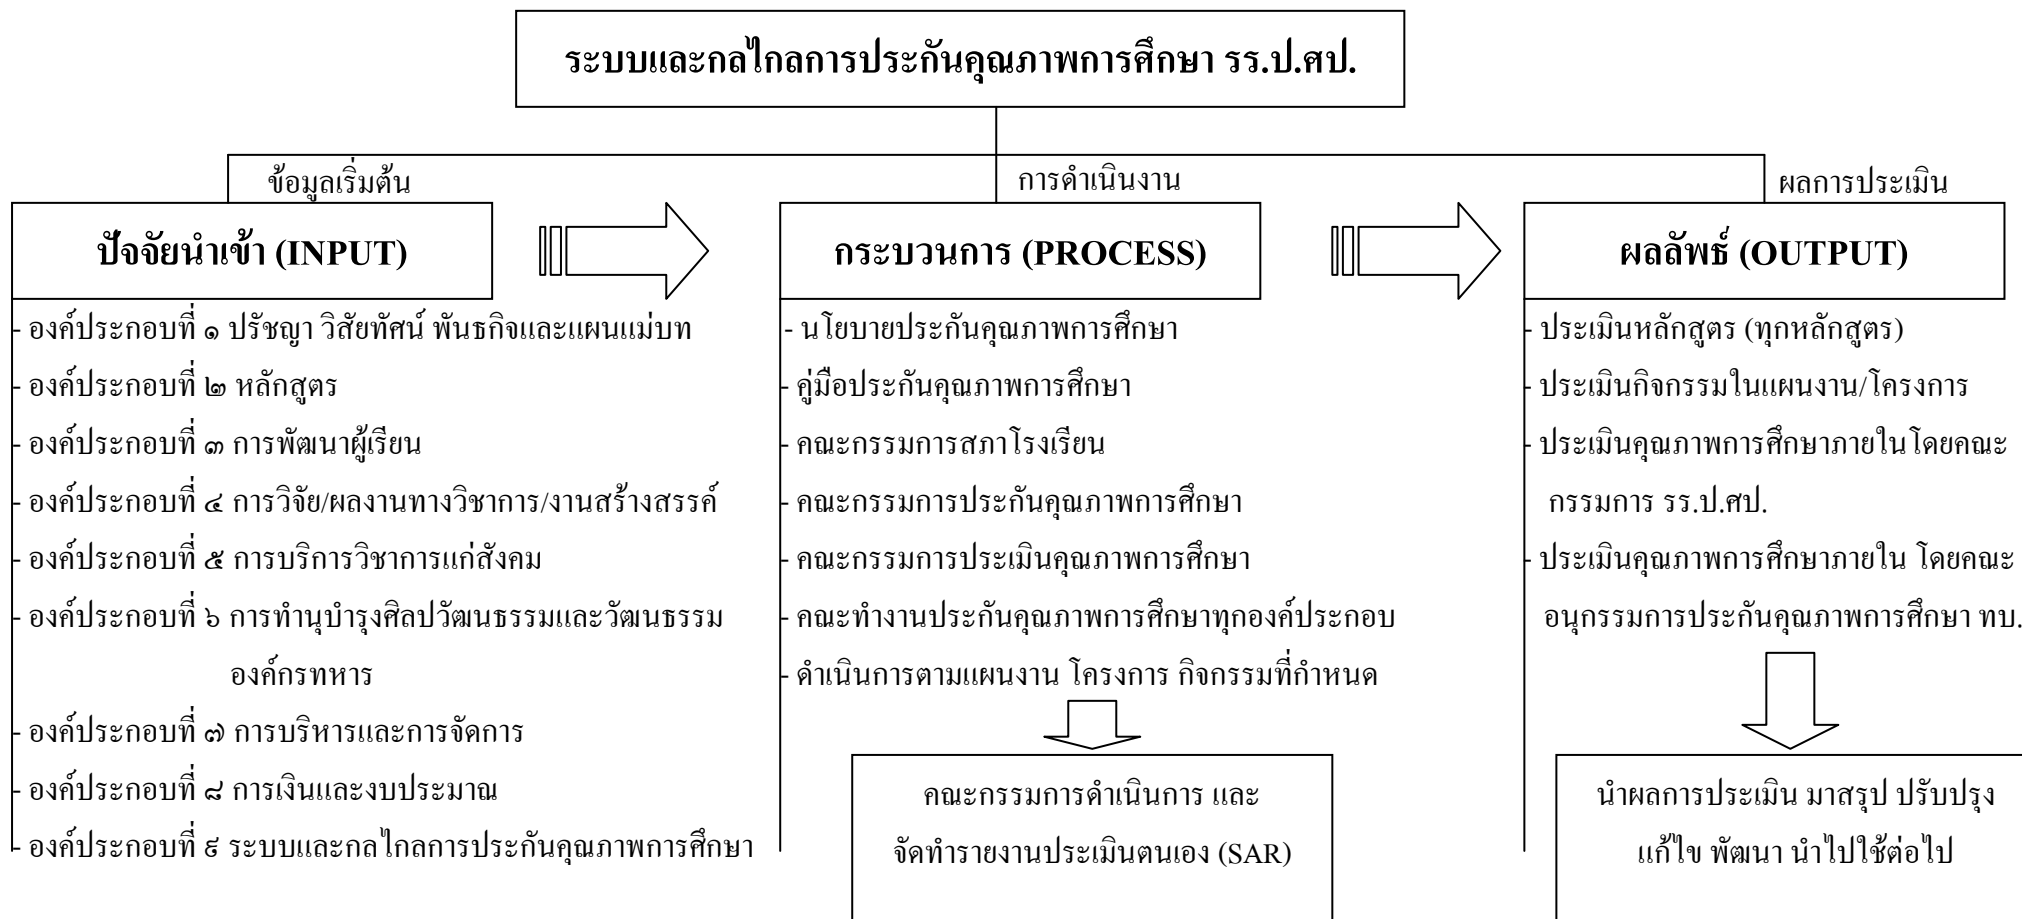 ระบบและกลไกลการประกันคุณภาพการศึกษา รร.ป.ศป.
ข้อมูลเริ่มต้น
ปัจจัยนำเข้า (INPUT)
- องค์ประกอบที่ ๑ ปรัชญา วิสัยทัศน์ พันธกิจและแผนแม่บท
- องค์ประกอบที่ ๒ หลักสูตร
- องค์ประกอบที่ ๓ การพัฒนาผู้เรียน
- องค์ประกอบที่ ๔ การวิจัย/ผลงานทางวิชาการ/งานสร้างสรรค์
- องค์ประกอบที่ ๕ การบริการวิชาการแก่สังคม
- องค์ประกอบที่ ๖ การทำนุบำรุงศิลปวัฒนธรรมและวัฒนธรรม
องค์กรทหาร
- องค์ประกอบที่ ๗ การบริหารและการจัดการ
- องค์ประกอบที่ ๘ การเงินและงบประมาณ
- องค์ประกอบที่ ๙ ระบบและกลไกลการประกันคุณภาพการศึกษา
การดำเนินงาน
กระบวนการ (PROCESS)
- นโยบายประกันคุณภาพการศึกษา
- คู่มือประกันคุณภาพการศึกษา
- คณะกรรมการสภาโรงเรียน
- คณะกรรมการประกันคุณภาพการศึกษา
- คณะกรรมการประเมินคุณภาพการศึกษา
- คณะทำงานประกันคุณภาพการศึกษาทุกองค์ประกอบ
- ดำเนินการตามแผนงาน โครงการ กิจกรรมที่กำหนด
คณะกรรมการดำเนินการ และ
จัดทำรายงานประเมินตนเอง (SAR)
ผลการประเมิน
ผลลัพธ์ (OUTPUT)
- ประเมินหลักสูตร (ทุกหลักสูตร)
- ประเมินกิจกรรมในแผนงาน/โครงการ
- ประเมินคุณภาพการศึกษาภายในโดยคณะ
กรรมการ รร.ป.ศป.
- ประเมินคุณภาพการศึกษาภายใน โดยคณะ
อนุกรรมการประกันคุณภาพการศึกษา ทบ.
นำผลการประเมิน มาสรุป ปรับปรุง
แก้ไข พัฒนา นำไปใช้ต่อไป